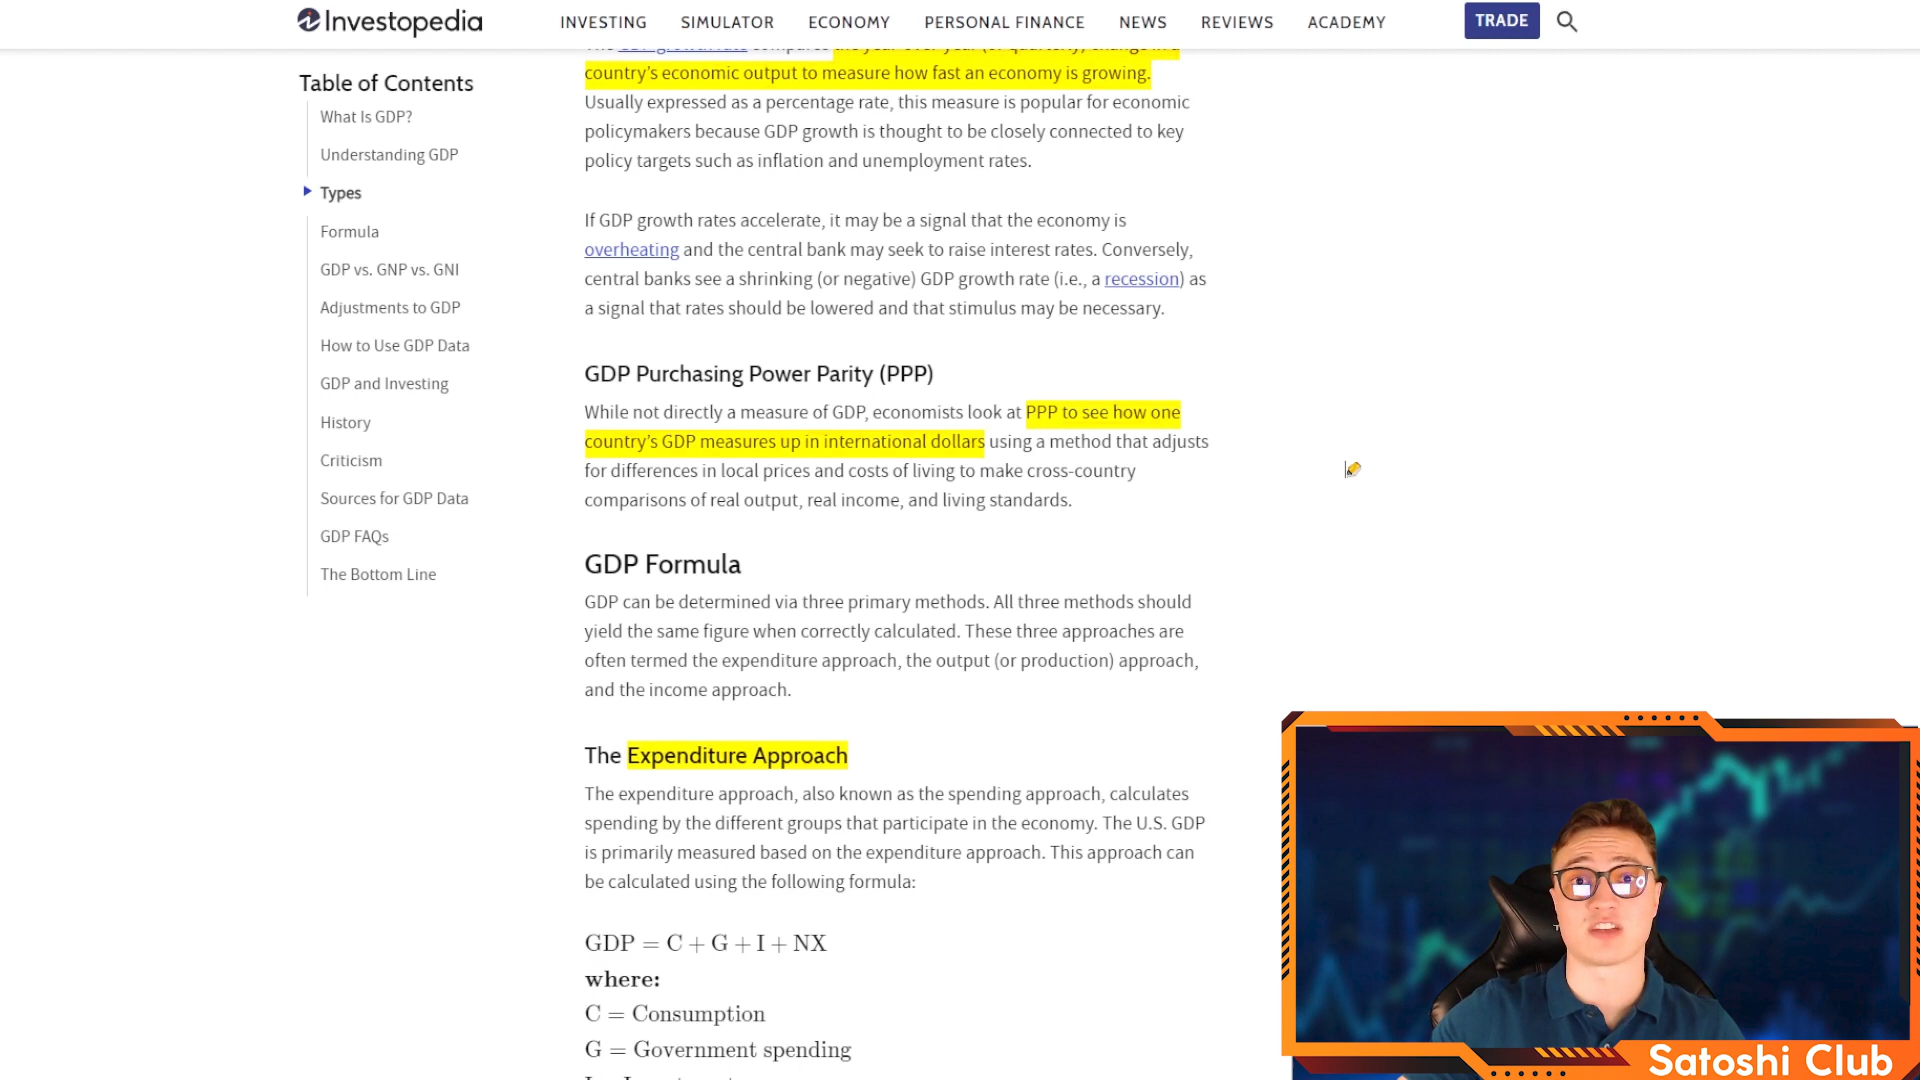 Investopedia
INVESTING SIMULATOR ECONOMY PERSONAL FINANCE NEWS REVIEWS ACADEMY TRADE
Table of Contents
What Is GDP?
Understanding GDP
Types
Formula
GDP vs. GNP vs. GNI
Adjustments to GDP
How to Use GDP Data
GDP and Investing
History
Criticism
Sources for GDP Data
GDP FAQs
The Bottom Line
country's economic output to measure how fast an economy is growing.
Usually expressed as a percentage rate, this measure is popular for economic
policymakers because GDP growth is thought to be closely connected to key
policy targets such as inflation and unemployment rates.
If GDP growth rates accelerate, it may be a signal that the economy is
overheating and the central bank may seek to raise interest rates. Conversely,
central banks see a shrinking (or negative) GDP growth rate (i.e., a recession) as
a signal that rates should be lowered and that stimulus may be necessary.
GDP Purchasing Power Parity (PPP)
While not directly a measure of GDP, economists look at PPP to see how one
country's GDP measures up in international dollars using a method that adjusts
for differences in local prices and costs of living to make cross-country
comparisons of real output, real income, and living standards.
GDP Formula
GDP can be determined via three primary methods. All three methods should
yield the same figure when correctly calculated. These three approaches are
often termed the expenditure approach, the output (or production) approach,
and the income approach.
The Expenditure Approach
The expenditure approach, also known as the spending approach, calculates
spending by the different groups that participate in the economy. The U.S. GDP
is primarily measured based on the expenditure approach. This approach can
be calculated using the following formula:
GDP = C + G + I + NX
where:
C = Consumption
G = Government spending
Satoshi Club